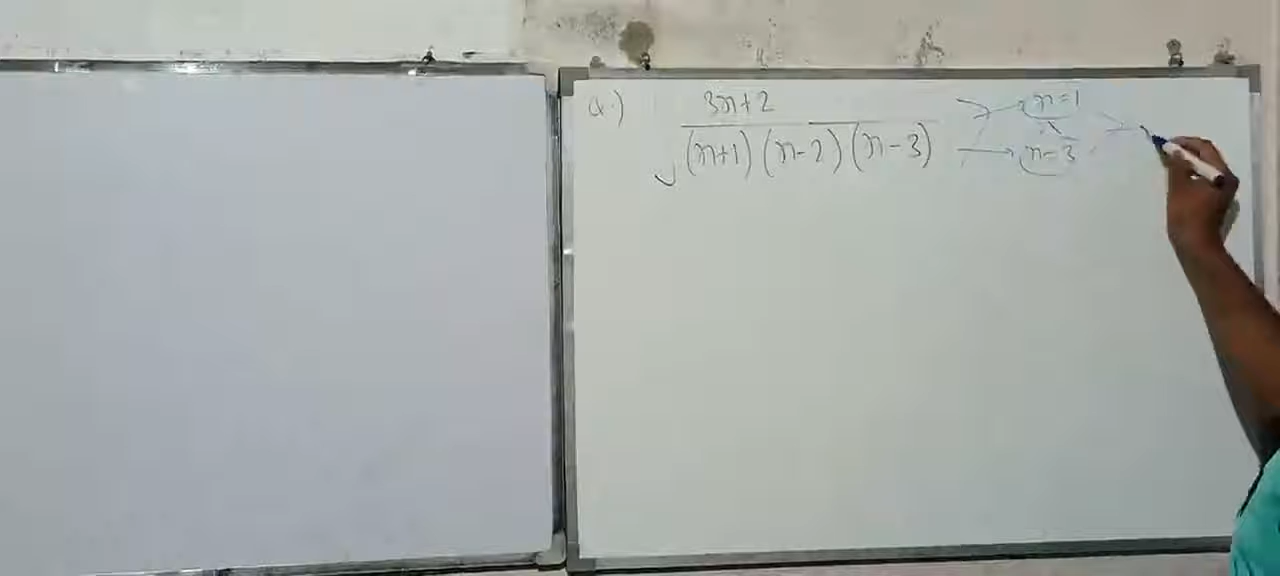 Q.) 3x+2
(x+1) (x-2) (x-3)
x=1
x=3